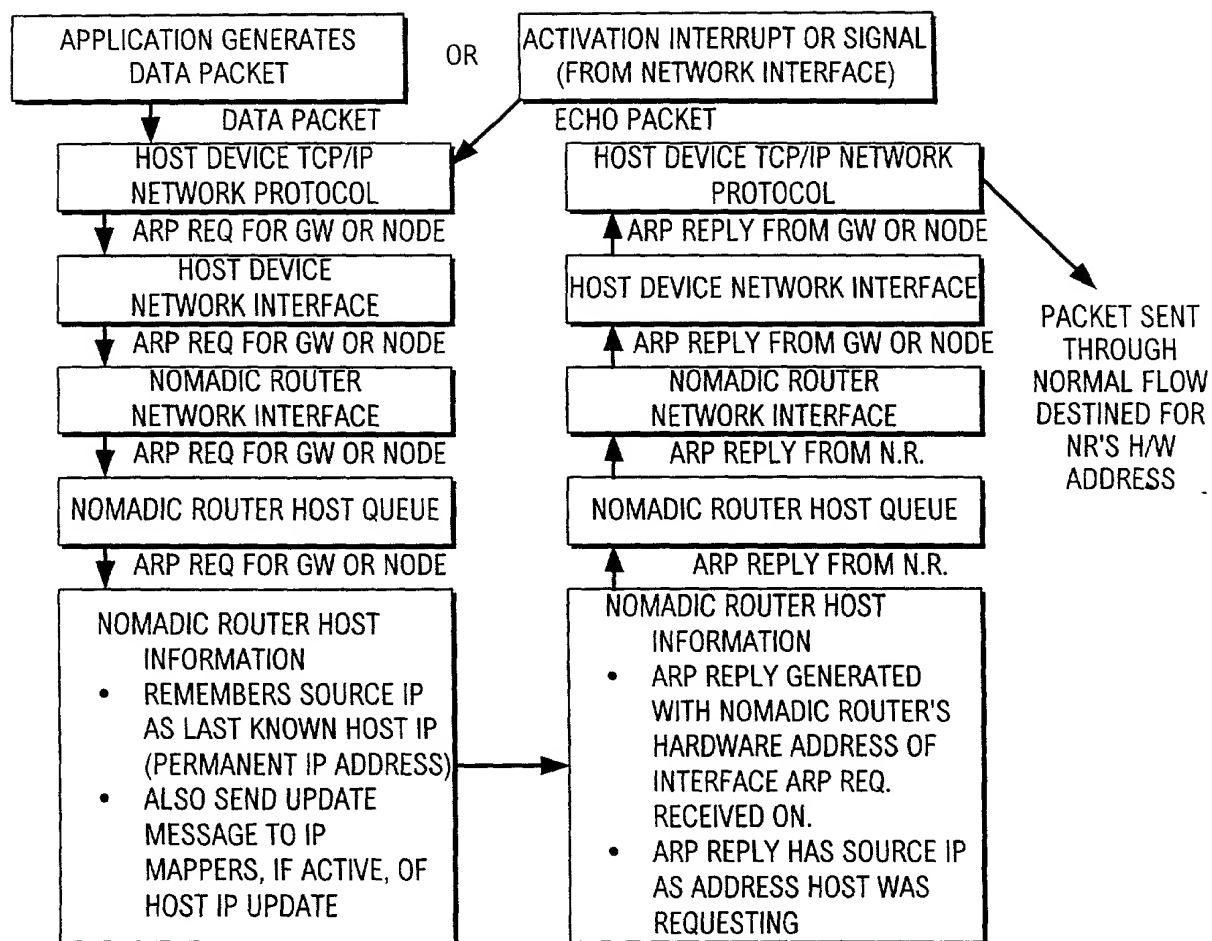 APPLICATION GENERATES
DATA PACKET
OR
ACTIVATION INTERRUPT OR SIGNAL
(FROM NETWORK INTERFACE)
DATA PACKET
HOST DEVICE TCP/IP
NETWORK PROTOCOL
ARP REQ FOR GW OR NODE
HOST DEVICE
NETWORK INTERFACE
ARP REQ FOR GW OR NODE
NOMADIC ROUTER
NETWORK INTERFACE
ARP REQ FOR GW OR NODE
NOMADIC ROUTER HOST QUEUE
ARP REQ FOR GW OR NODE
NOMADIC ROUTER HOST
INFORMATION
• REMEMBERS SOURCE IP
AS LAST KNOWN HOST IP
(PERMANENT IP ADDRESS)
• ALSO SEND UPDATE
MESSAGE TO IP
MAPPERS, IF ACTIVE, OF
HOST IP UPDATE
ECHO PACKET
HOST DEVICE TCP/IP NETWORK
PROTOCOL
ARP REPLY FROM GW OR NODE
HOST DEVICE NETWORK INTERFACE
ARP REPLY FROM GW OR NODE
NOMADIC ROUTER
NETWORK INTERFACE
ARP REPLY FROM N.R.
NOMADIC ROUTER HOST QUEUE
ARP REPLY FROM N.R.
NOMADIC ROUTER HOST
INFORMATION
• ARP REPLY GENERATED
WITH NOMADIC ROUTER'S
HARDWARE ADDRESS OF
INTERFACE ARP REQ.
RECEIVED ON.
• ARP REPLY HAS SOURCE IP
AS ADDRESS HOST WAS
REQUESTING
PACKET SENT
THROUGH
NORMAL FLOW
DESTINED FOR
NR'S H/W
ADDRESS